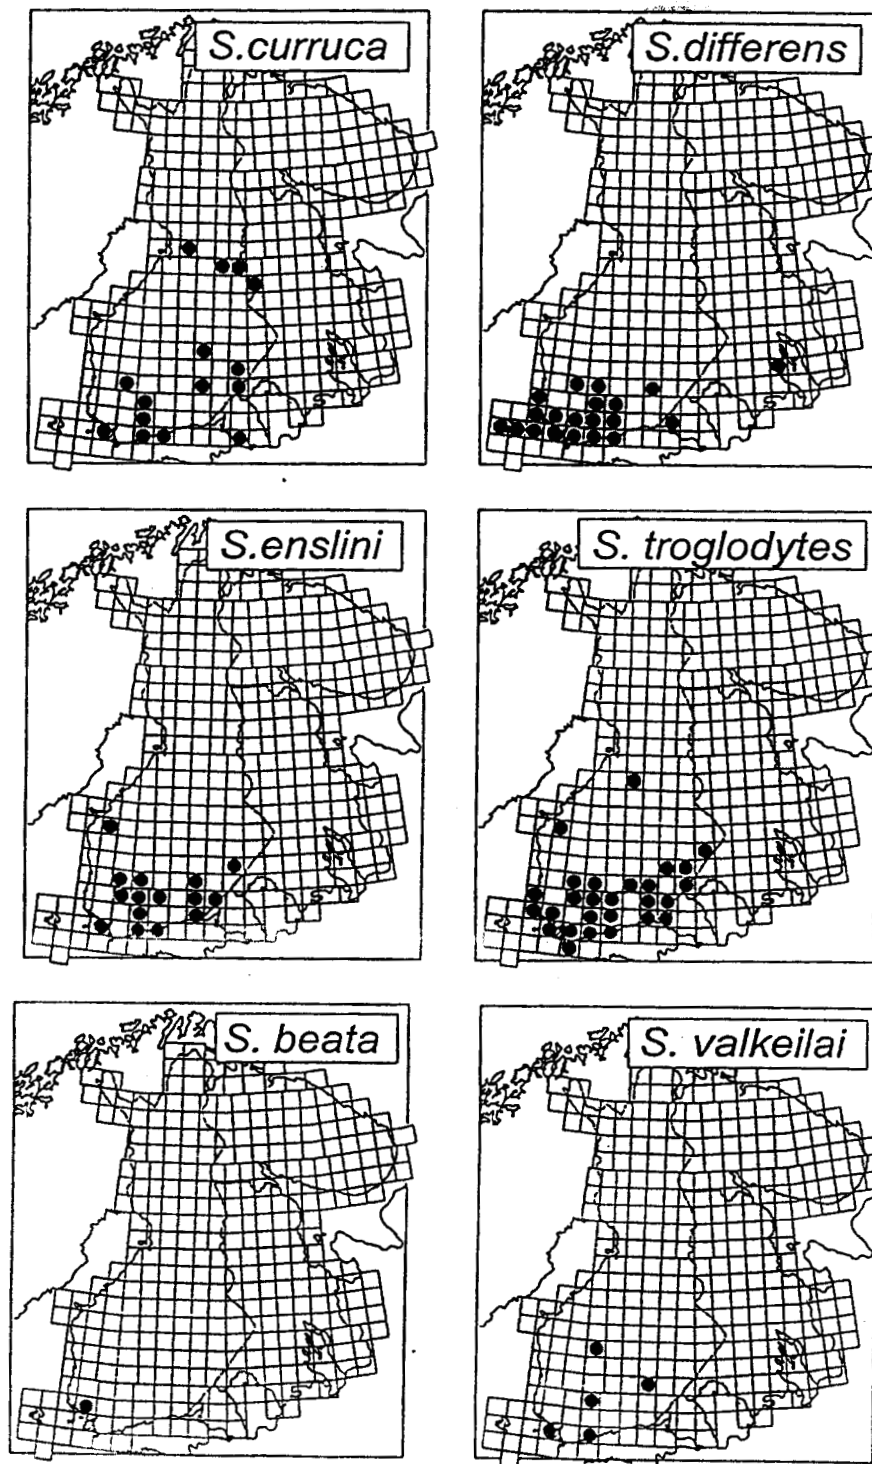 S.curruca
S.differens
S.enslini
S. troglodytes
S. beata
S. valkeilai